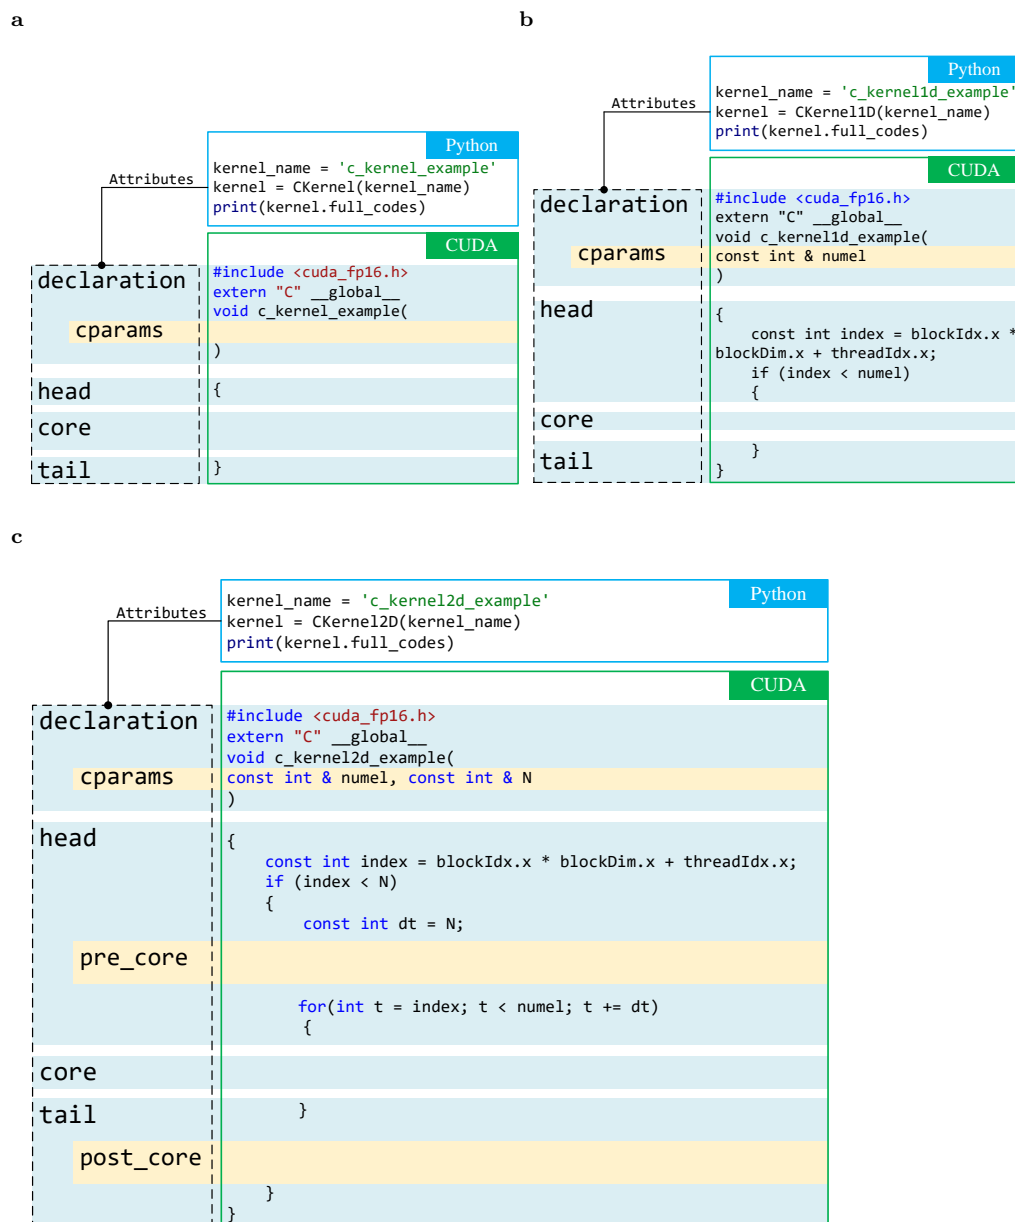 a
Python
kernel_name = 'c_kernel_example'
kernel = CKernel(kernel_name)
print(kernel.full_codes)
Attributes
CUDA
declaration
#include <cuda_fp16.h>
extern "C" __global__
void c_kernel_example(
cparams
)
head
{
core
tail
}
b
Python
kernel_name = 'c_kernel1d_example'
kernel = CKernel1D(kernel_name)
print(kernel.full_codes)
Attributes
CUDA
declaration
#include <cuda_fp16.h>
extern "C" __global__
void c_kernel1d_example(
cparams
const int & numel
)
head
{
const int index = blockIdx.x *
blockDim.x + threadIdx.x;
if (index < numel)
{
core
tail
}
}
c
Python
kernel_name = 'c_kernel2d_example'
kernel = CKernel2D(kernel_name)
print(kernel.full_codes)
Attributes
CUDA
declaration
#include <cuda_fp16.h>
extern "C" __global__
void c_kernel2d_example(
cparams
const int & numel, const int & N
)
head
{
const int index = blockIdx.x * blockDim.x + threadIdx.x;
if (index < N)
{
const int dt = N;
pre_core
for(int t = index; t < numel; t += dt)
{
core
tail
}
post_core
}
}